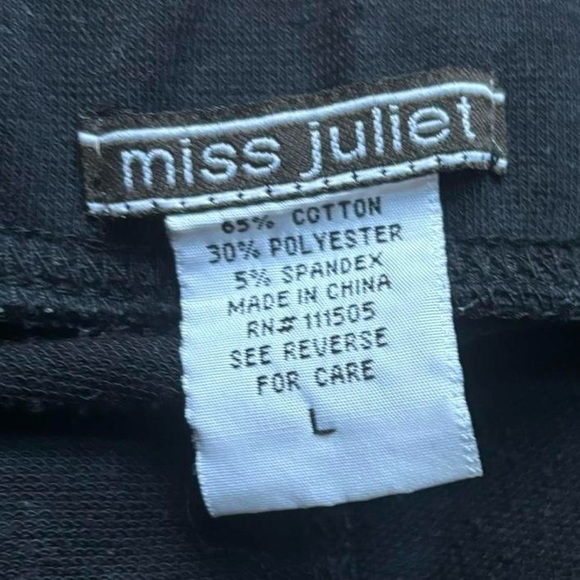 miss juliet
65% COTTON
30% POLYESTER
5% SPANDEX
MADE IN CHINA
RN# 111505
SEE REVERSE
FOR CARE
L